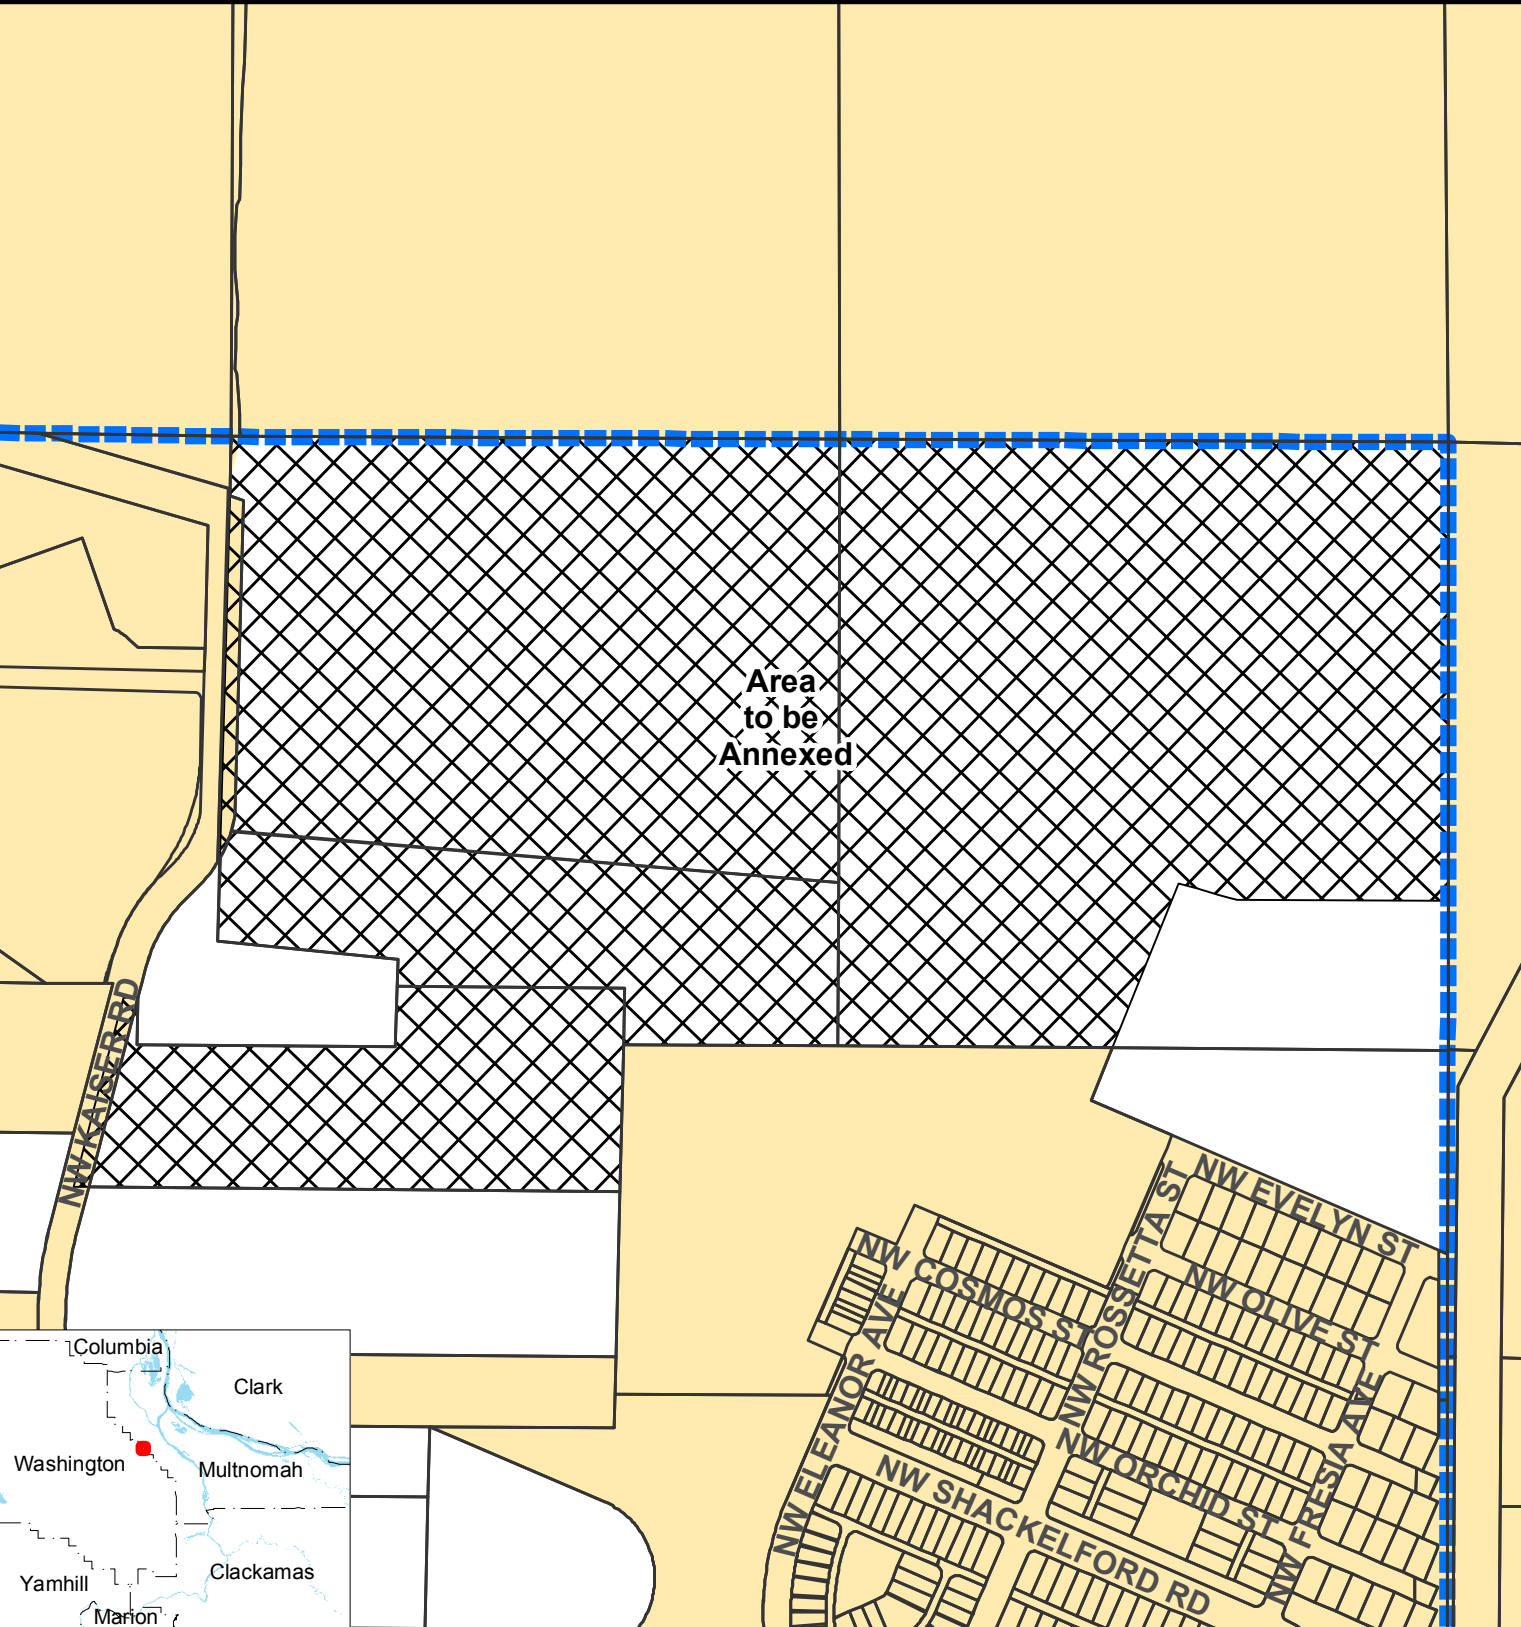 Area
to be
Annexed
NW KAISER RD
NW EVELYN ST
NW ROSSETTA ST
NW COSMOS ST
NW OLIVE ST
NW ELEANOR AVE
NW ORCHID ST
NW FRESIA AVE
NW SHACKELFORD RD
Columbia
Clark
Washington
Multnomah
Yamhill
Clackamas
Marion